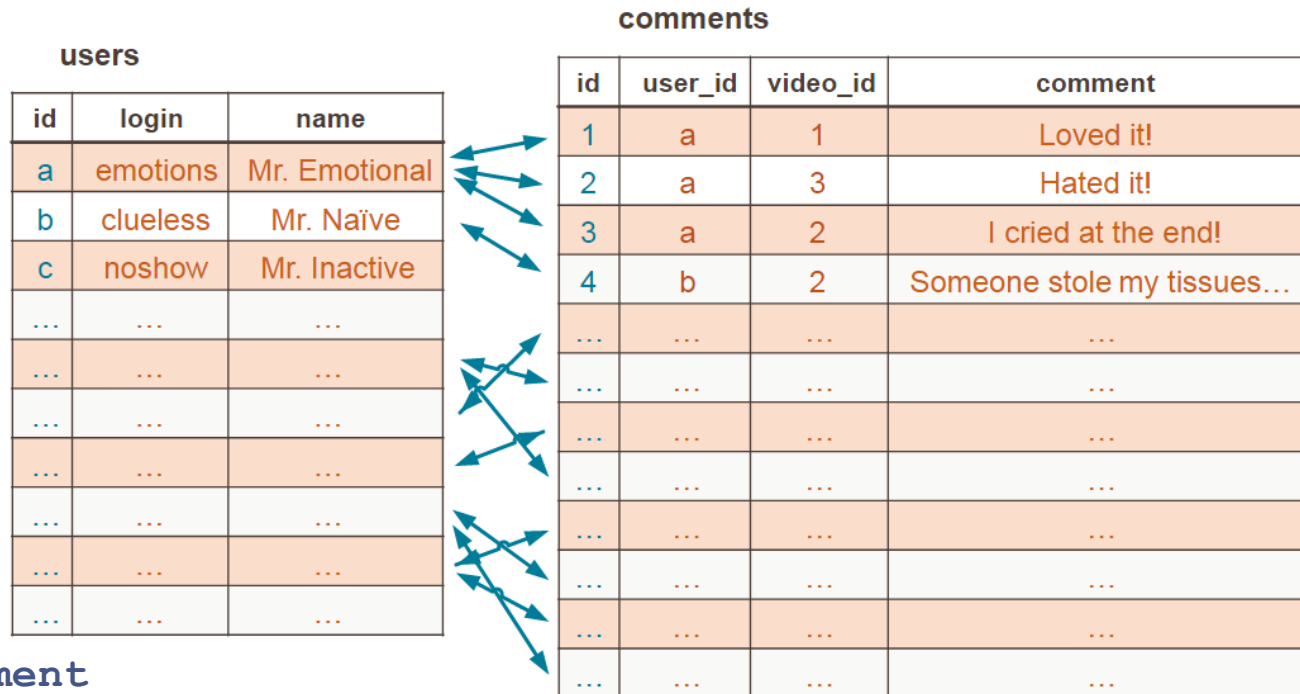 comments
users
id user_id video_id comment
id login name
1 a 1 Loved it!
a emotions Mr. Emotional
2 a 3 Hated it!
b clueless Mr. Naïve
3 a 2 I cried at the end!
c noshow Mr. Inactive
4 b 2 Someone stole my tissues…
… … …
… … … …
… … …
… … … …
… … …
… … … …
… … …
… … … …
… … …
… … … …
… … …
… … … …
… … …
… … … …
ment
… … … …